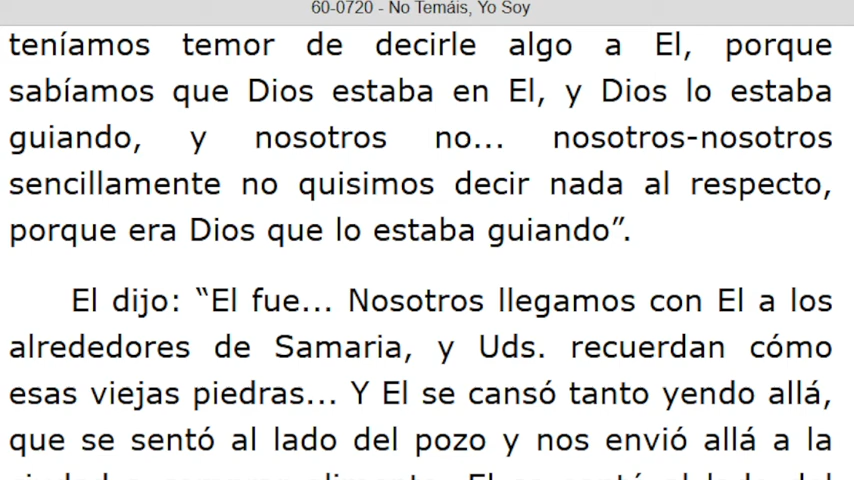 60-0720 - No Temáis, Yo Soy
teníamos temor de decirle algo a El, porque
sabíamos que Dios estaba en El, y Dios lo estaba
guiando, y nosotros no... nosotros-nosotros
sencillamente no quisimos decir nada al respecto,
porque era Dios que lo estaba guiando”.
El dijo: “El fue... Nosotros llegamos con El a los
alrededores de Samaria, y Uds. recuerdan cómo
esas viejas piedras... Y El se cansó tanto yendo allá,
que se sentó al lado del pozo y nos envió allá a la